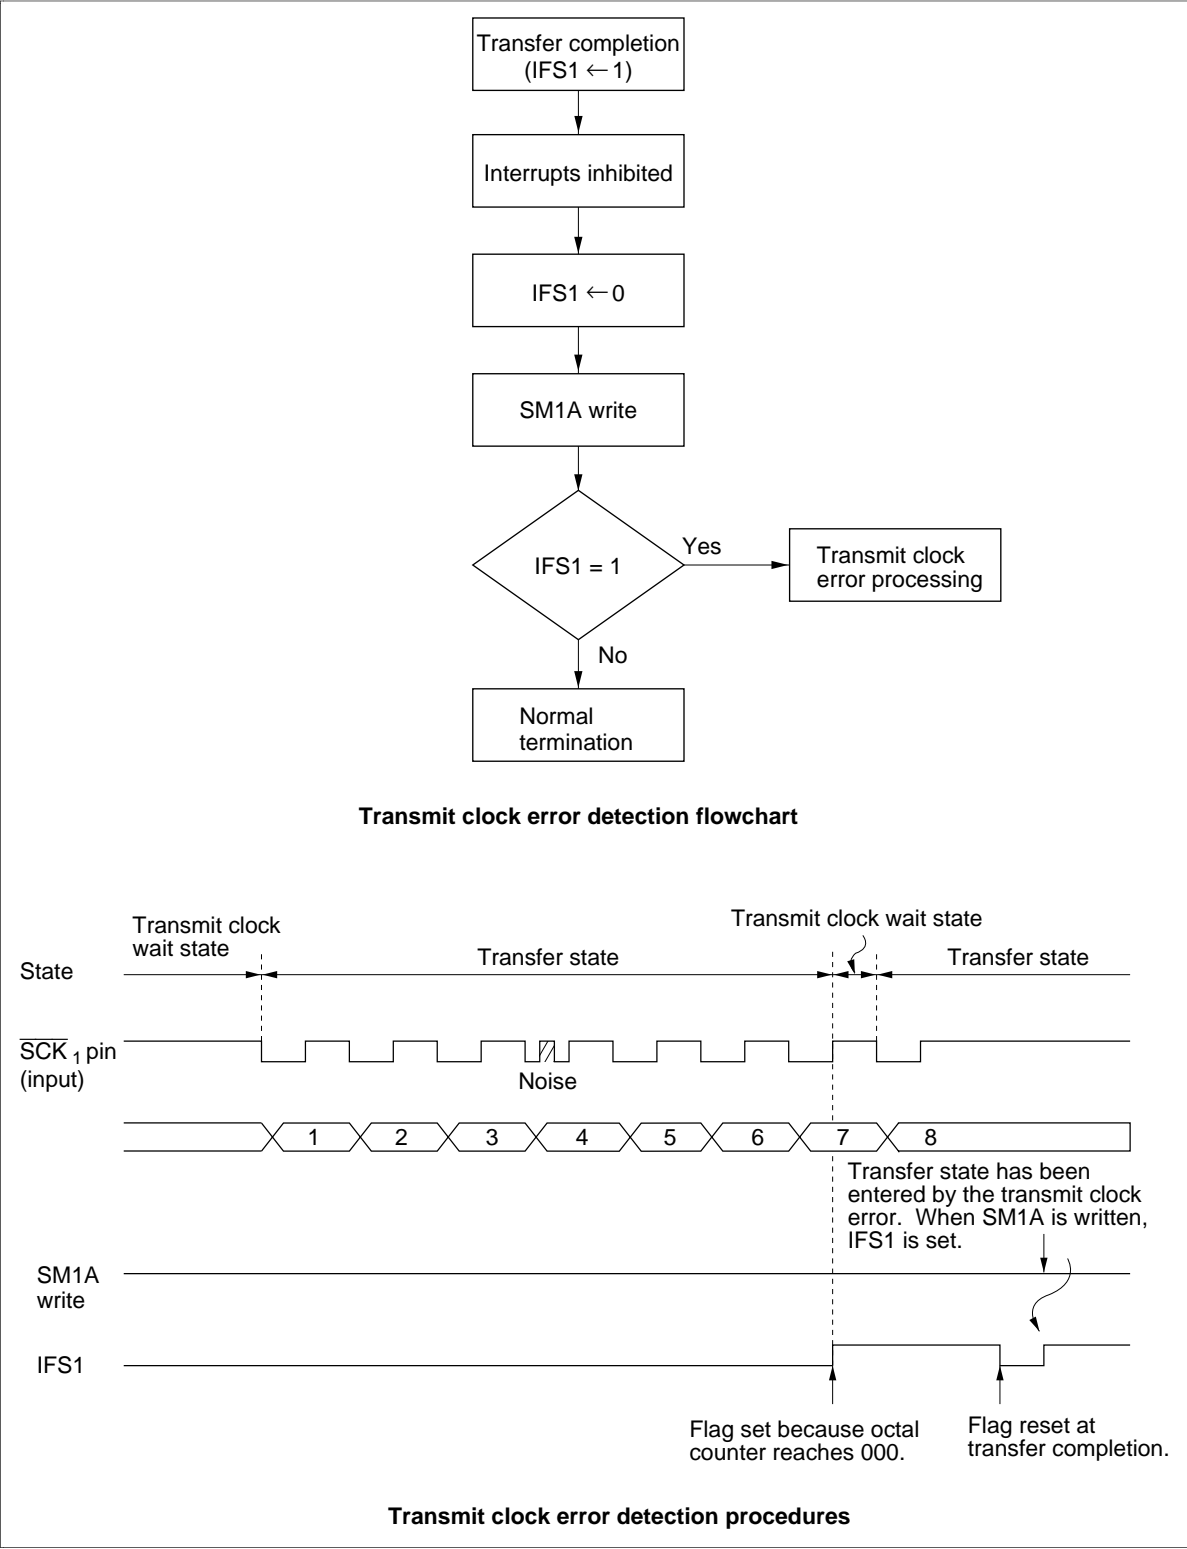 Transfer completion
(IFS1 ← 1)
Interrupts inhibited
IFS1 ← 0
SM1A write
IFS1 = 1
Yes
Transmit clock
error processing
No
Normal
termination
Transmit clock error detection flowchart
Transmit clock
wait state
Transmit clock wait state
State
Transfer state
Transfer state
SCK 1 pin
(input)
Noise
1 2 3 4 5 6 7 8
Transfer state has been
entered by the transmit clock
error. When SM1A is written,
IFS1 is set.
SM1A
write
IFS1
Flag set because octal
counter reaches 000.
Flag reset at
transfer completion.
Transmit clock error detection procedures